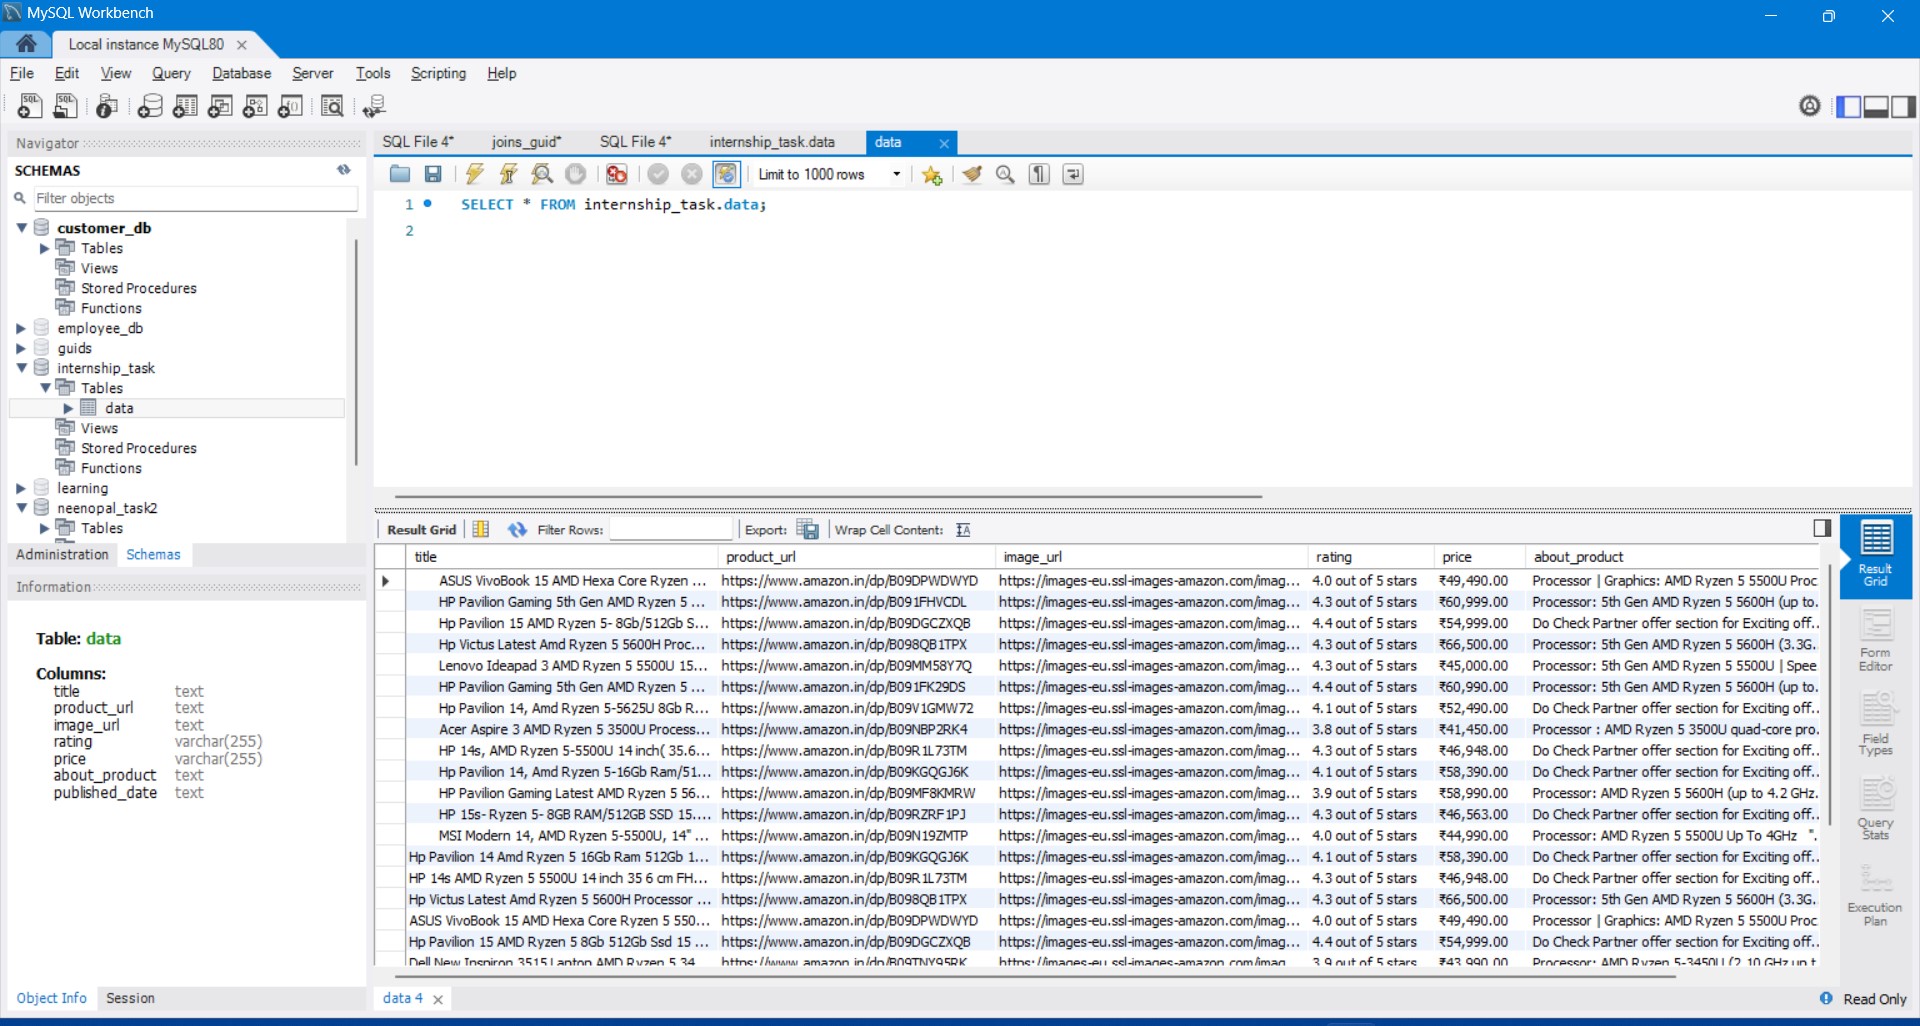 MySQL Workbench
Local instance MySQL80
File Edit View Query Database Server Tools Scripting Help
Navigator
SCHEMAS
Filter objects
customer_db
Tables
Views
Stored Procedures
Functions
employee_db
guids
internship_task
Tables
data
Views
Stored Procedures
Functions
learning
neenopal_task2
Tables
Administration Schemas
Information
Table: data
Columns:
title text
product_url text
image_url text
rating varchar(255)
price varchar(255)
about_product text
published_date text
Object Info Session
SQL File 4* joins_guid* SQL File 4* internship_task.data data
Limit to 1000 rows
1 SELECT * FROM internship_task.data;
2
Result Grid Filter Rows: Export: Wrap Cell Content:
title product_url image_url rating price about_product
ASUS VivoBook 15 AMD Hexa Core Ryzen ... https://www.amazon.in/dp/B09DPWDWYD https://images-eu.ssl-images-amazon.com/imag... 4.0 out of 5 stars ₹49,490.00 Processor | Graphics: AMD Ryzen 5 5500U Proc
HP Pavilion Gaming 5th Gen AMD Ryzen 5 ... https://www.amazon.in/dp/B091FHVCDL https://images-eu.ssl-images-amazon.com/imag... 4.3 out of 5 stars ₹60,999.00 Processor: 5th Gen AMD Ryzen 5 5600H (up to.
Hp Pavilion 15 AMD Ryzen 5- 8Gb/512Gb S... https://www.amazon.in/dp/B09DGCZXQB https://images-eu.ssl-images-amazon.com/imag... 4.4 out of 5 stars ₹54,999.00 Do Check Partner offer section for Exciting off..
Hp Victus Latest Amd Ryzen 5 5600H Proc... https://www.amazon.in/dp/B098QB1TPX https://images-eu.ssl-images-amazon.com/imag... 4.3 out of 5 stars ₹66,500.00 Processor: 5th Gen AMD Ryzen 5 5600H (3.3G.
Lenovo Ideapad 3 AMD Ryzen 5 5500U 15... https://www.amazon.in/dp/B09MM58Y7Q https://images-eu.ssl-images-amazon.com/imag... 4.3 out of 5 stars ₹45,000.00 Processor: 5th Gen AMD Ryzen 5 5500U | Spee
HP Pavilion Gaming 5th Gen AMD Ryzen 5 ... https://www.amazon.in/dp/B091FK29DS https://images-eu.ssl-images-amazon.com/imag... 4.4 out of 5 stars ₹60,990.00 Processor: 5th Gen AMD Ryzen 5 5600H (up to.
Hp Pavilion 14, Amd Ryzen 5-5625U 8Gb R... https://www.amazon.in/dp/B09V1GMW72 https://images-eu.ssl-images-amazon.com/imag... 4.1 out of 5 stars ₹52,490.00 Do Check Partner offer section for Exciting off..
Acer Aspire 3 AMD Ryzen 5 3500U Process... https://www.amazon.in/dp/B09NBP2RK4 https://images-eu.ssl-images-amazon.com/imag... 3.8 out of 5 stars ₹41,450.00 Processor : AMD Ryzen 5 3500U quad-core pro.
HP 14s, AMD Ryzen 5-5500U 14 inch( 35.6... https://www.amazon.in/dp/B09R1L73TM https://images-eu.ssl-images-amazon.com/imag... 4.3 out of 5 stars ₹46,948.00 Do Check Partner offer section for Exciting off..
Hp Pavilion 14, Amd Ryzen 5-16Gb Ram/51... https://www.amazon.in/dp/B09KGQGJ6K https://images-eu.ssl-images-amazon.com/imag... 4.1 out of 5 stars ₹58,390.00 Do Check Partner offer section for Exciting off..
HP Pavilion Gaming Latest AMD Ryzen 5 56... https://www.amazon.in/dp/B09MF8KMRW https://images-eu.ssl-images-amazon.com/imag... 3.9 out of 5 stars ₹58,990.00 Processor: AMD Ryzen 5 5600H (up to 4.2 GHz.
HP 15s- Ryzen 5- 8GB RAM/512GB SSD 15.... https://www.amazon.in/dp/B09RZRF1PJ https://images-eu.ssl-images-amazon.com/imag... 4.3 out of 5 stars ₹46,563.00 Do Check Partner offer section for Exciting off..
MSI Modern 14, AMD Ryzen 5-5500U, 14" ... https://www.amazon.in/dp/B09N19ZMTP https://images-eu.ssl-images-amazon.com/imag... 4.0 out of 5 stars ₹44,990.00 Processor: AMD Ryzen 5 5500U Up To 4GHz ".
Hp Pavilion 14 Amd Ryzen 5 16Gb Ram 512Gb 1... https://www.amazon.in/dp/B09KGQGJ6K https://images-eu.ssl-images-amazon.com/imag... 4.1 out of 5 stars ₹58,390.00 Do Check Partner offer section for Exciting off..
HP 14s AMD Ryzen 5 5500U 14 inch 35 6 cm FH... https://www.amazon.in/dp/B09R1L73TM https://images-eu.ssl-images-amazon.com/imag... 4.3 out of 5 stars ₹46,948.00 Do Check Partner offer section for Exciting off..
Hp Victus Latest Amd Ryzen 5 5600H Processor ... https://www.amazon.in/dp/B098QB1TPX https://images-eu.ssl-images-amazon.com/imag... 4.3 out of 5 stars ₹66,500.00 Processor: 5th Gen AMD Ryzen 5 5600H (3.3G.
ASUS VivoBook 15 AMD Hexa Core Ryzen 5 550... https://www.amazon.in/dp/B09DPWDWYD https://images-eu.ssl-images-amazon.com/imag... 4.0 out of 5 stars ₹49,490.00 Processor | Graphics: AMD Ryzen 5 5500U Proc
Hp Pavilion 15 AMD Ryzen 5 8Gb 512Gb Ssd 15 ... https://www.amazon.in/dp/B09DGCZXQB https://images-eu.ssl-images-amazon.com/imag... 4.4 out of 5 stars ₹54,999.00 Do Check Partner offer section for Exciting off..
Dell New Inspiron 3515 Laptop AMD Ryzen 5 34 https://www.amazon.in/dp/B09TNY95RK https://images-eu.ssl-images-amazon.com/imag 3.9 out of 5 stars ₹43,990.00 Processor: AMD Ryzen 5-3450U (2.10 GHz up t
Result Grid
Form Editor
Field Types
Query Stats
Execution Plan
data 4
Read Only